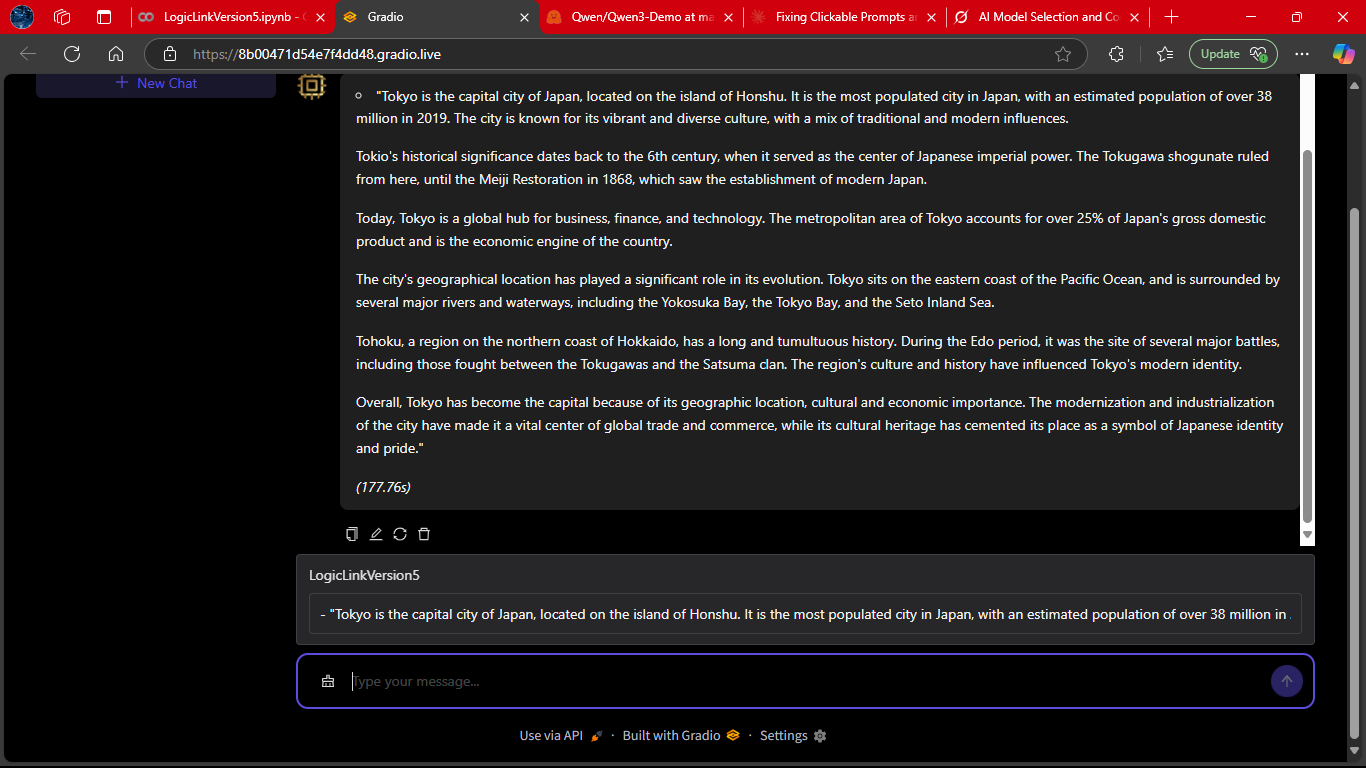 LogicLinkVersion5.ipynb - C
Gradio
Qwen/Qwen3-Demo at ma
Fixing Clickable Prompts a
AI Model Selection and Co
https://8b00471d54e7f4dd48.gradio.live
Update
New Chat
"Tokyo is the capital city of Japan, located on the island of Honshu. It is the most populated city in Japan, with an estimated population of over 38
million in 2019. The city is known for its vibrant and diverse culture, with a mix of traditional and modern influences.
Tokio's historical significance dates back to the 6th century, when it served as the center of Japanese imperial power. The Tokugawa shogunate ruled
from here, until the Meiji Restoration in 1868, which saw the establishment of modern Japan.
Today, Tokyo is a global hub for business, finance, and technology. The metropolitan area of Tokyo accounts for over 25% of Japan's gross domestic
product and is the economic engine of the country.
The city's geographical location has played a significant role in its evolution. Tokyo sits on the eastern coast of the Pacific Ocean, and is surrounded by
several major rivers and waterways, including the Yokosuka Bay, the Tokyo Bay, and the Seto Inland Sea.
Tohoku, a region on the northern coast of Hokkaido, has a long and tumultuous history. During the Edo period, it was the site of several major battles,
including those fought between the Tokugawas and the Satsuma clan. The region's culture and history have influenced Tokyo's modern identity.
Overall, Tokyo has become the capital because of its geographic location, cultural and economic importance. The modernization and industrialization
of the city have made it a vital center of global trade and commerce, while its cultural heritage has cemented its place as a symbol of Japanese identity
and pride."
(177.76s)
LogicLinkVersion5
- "Tokyo is the capital city of Japan, located on the island of Honshu. It is the most populated city in Japan, with an estimated population of over 38 million in
Type your message...
Use via API · Built with Gradio · Settings